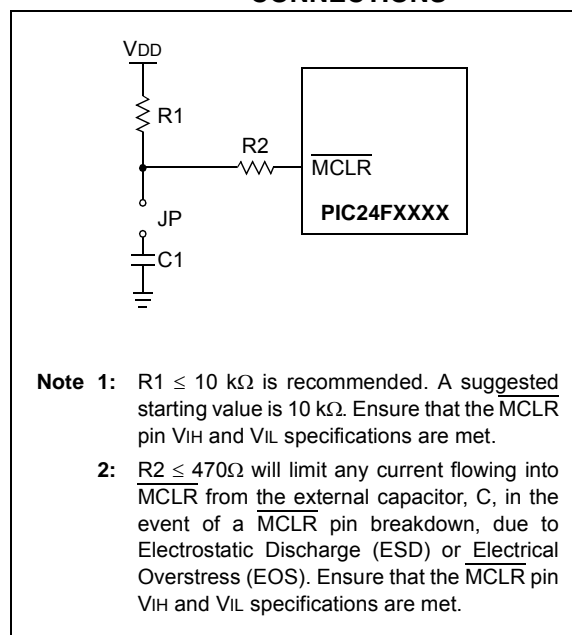 CONNECTIONS
VDD
R1
R2
MCLR
JP
PIC24FXXXX
C1
Note 1: R1 ≤ 10 kΩ is recommended. A suggested
starting value is 10 kΩ. Ensure that the MCLR
pin VIH and VIL specifications are met.
2: R2 ≤ 470Ω will limit any current flowing into
MCLR from the external capacitor, C, in the
event of a MCLR pin breakdown, due to
Electrostatic Discharge (ESD) or Electrical
Overstress (EOS). Ensure that the MCLR pin
VIH and VIL specifications are met.